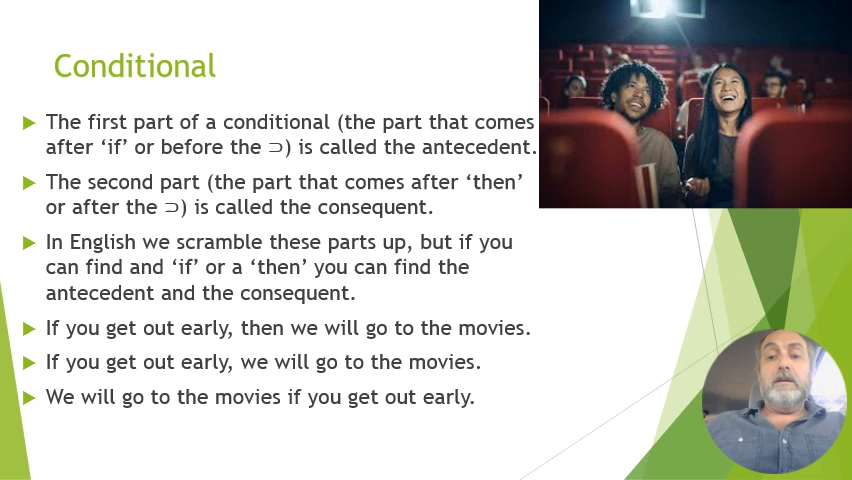 Conditional
The first part of a conditional (the part that comes
after ‘if’ or before the ⊃) is called the antecedent.
The second part (the part that comes after ‘then’
or after the ⊃) is called the consequent.
In English we scramble these parts up, but if you
can find and ‘if’ or a ‘then’ you can find the
antecedent and the consequent.
If you get out early, then we will go to the movies.
If you get out early, we will go to the movies.
We will go to the movies if you get out early.